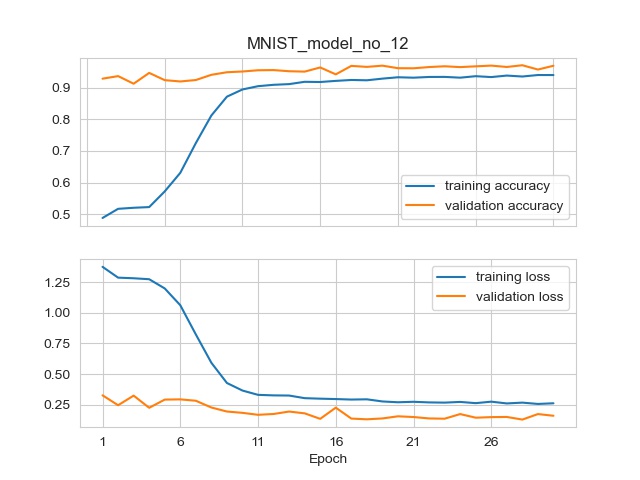 MNIST_model_no_12
0.9
0.8
0.7
0.6
0.5
training accuracy
validation accuracy
1.25
1.00
0.75
0.50
0.25
training loss
validation loss
1 6 11 16 21 26
Epoch